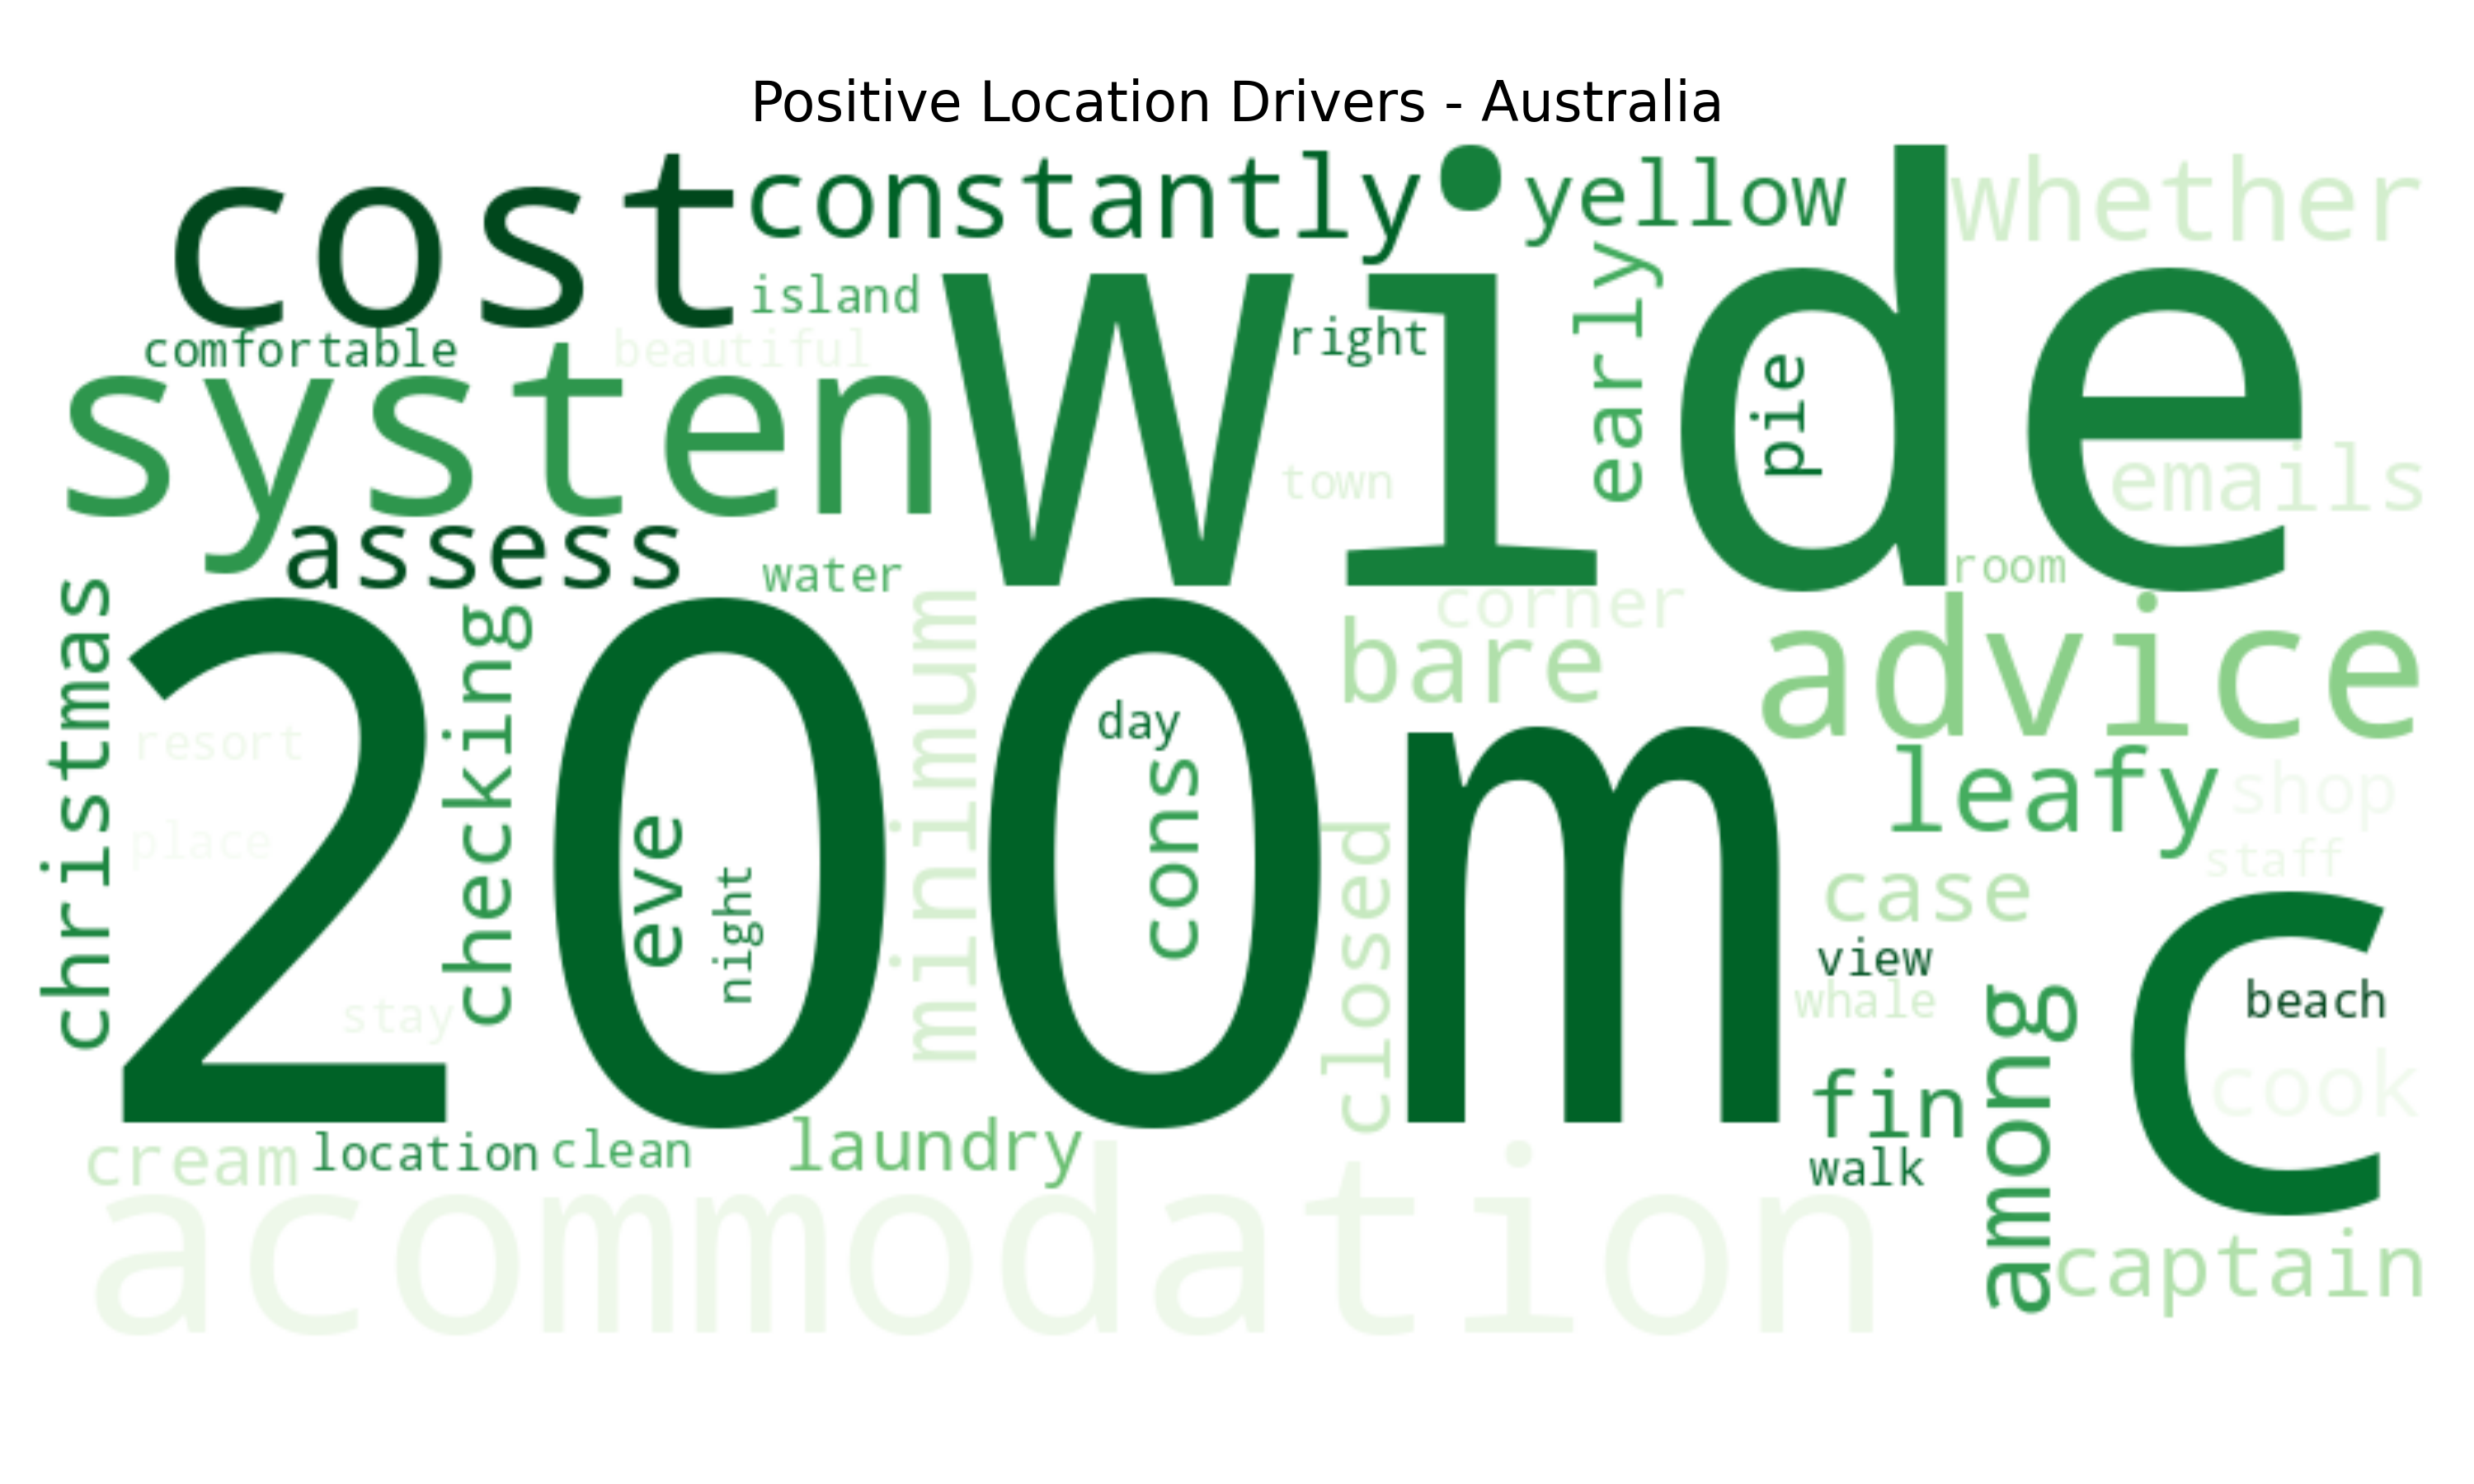 Positive Location Drivers - Australia
cost
constantly
yellow
whether
island
wide
early
comfortable
beautiful
right
pie
systen
town
emails
assess
water
room
christmas
checking
minimum
corner
bare
advice
200m
resort
day
cons
leafy
shop
place
eve
night
closed
case
staff
c
view
beach
stay
whale
among
cook
fin
cream
location
clean
laundry
walk
acommodation
captain